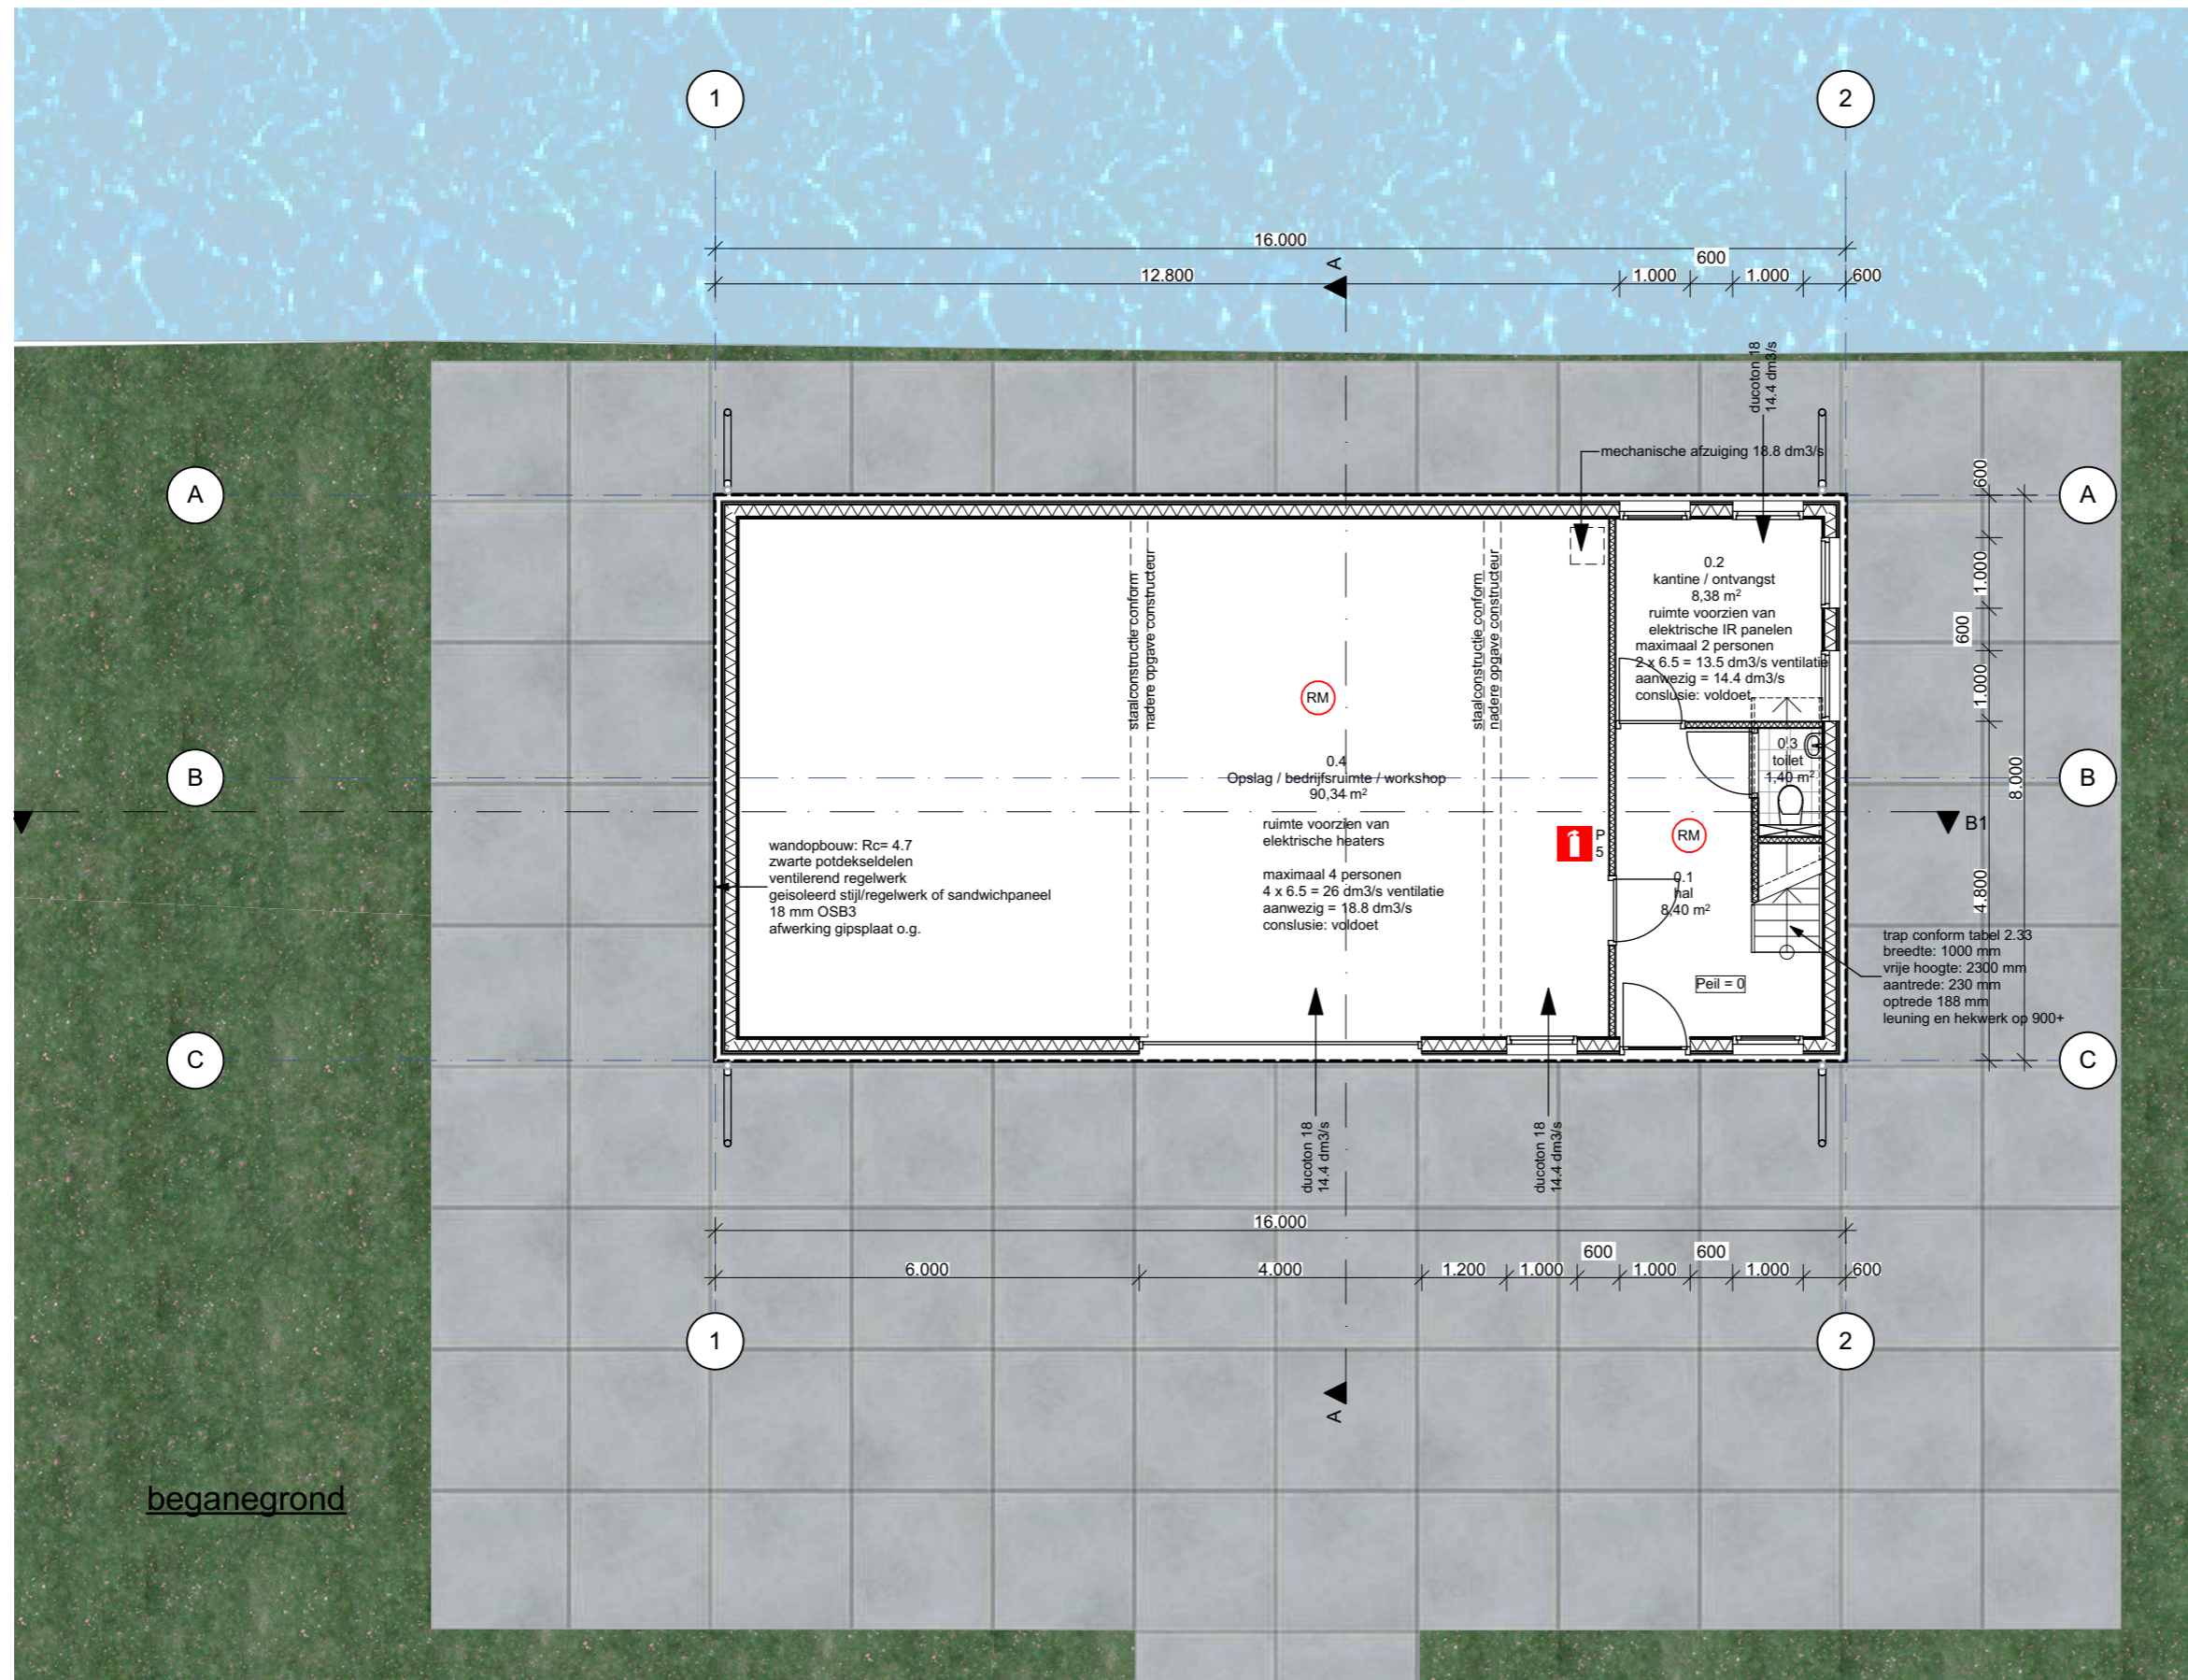 1
2
16.000
A
600
12.800
1.000
1.000
600
ducoton 18
14.4 dm3/s
mechanische afzuiging 18.8 dm3/s
A
A
600
1.000
600
1.000
8.000
4.800
staalconstructie conform
nadere opgave constructeur
staalconstructie conform
nadere opgave constructeur
0.2
kantine / ontvangst
8,38 m²
ruimte voorzien van
elektrische IR panelen
maximaal 2 personen
2 x 6.5 = 13.5 dm3/s ventilatie
aanwezig = 14.4 dm3/s
conslusie: voldoet
RM
0.3
toilet
1,40 m²
B
B
0.4
Opslag / bedrijfsruimte / workshop
90,34 m²
ruimte voorzien van
elektrische heaters
maximaal 4 personen
4 x 6.5 = 26 dm3/s ventilatie
aanwezig = 18.8 dm3/s
conslusie: voldoet
B1
P
5
RM
0.1
hal
8,40 m²
wandopbouw: Rc= 4.7
zwarte potdekseldelen
ventilerend regelwerk
geisoleerd stijl/regelwerk of sandwichpaneel
18 mm OSB3
afwerking gipsplaat o.g.
trap conform tabel 2.33
breedte: 1000 mm
vrije hoogte: 2300 mm
aantrede: 230 mm
optrede 188 mm
leuning en hekwerk op 900+
Peil = 0
C
C
ducoton 18
14.4 dm3/s
ducoton 18
14.4 dm3/s
16.000
6.000
4.000
1.200
1.000
600
1.000
600
1.000
600
1
2
A
beganegrond